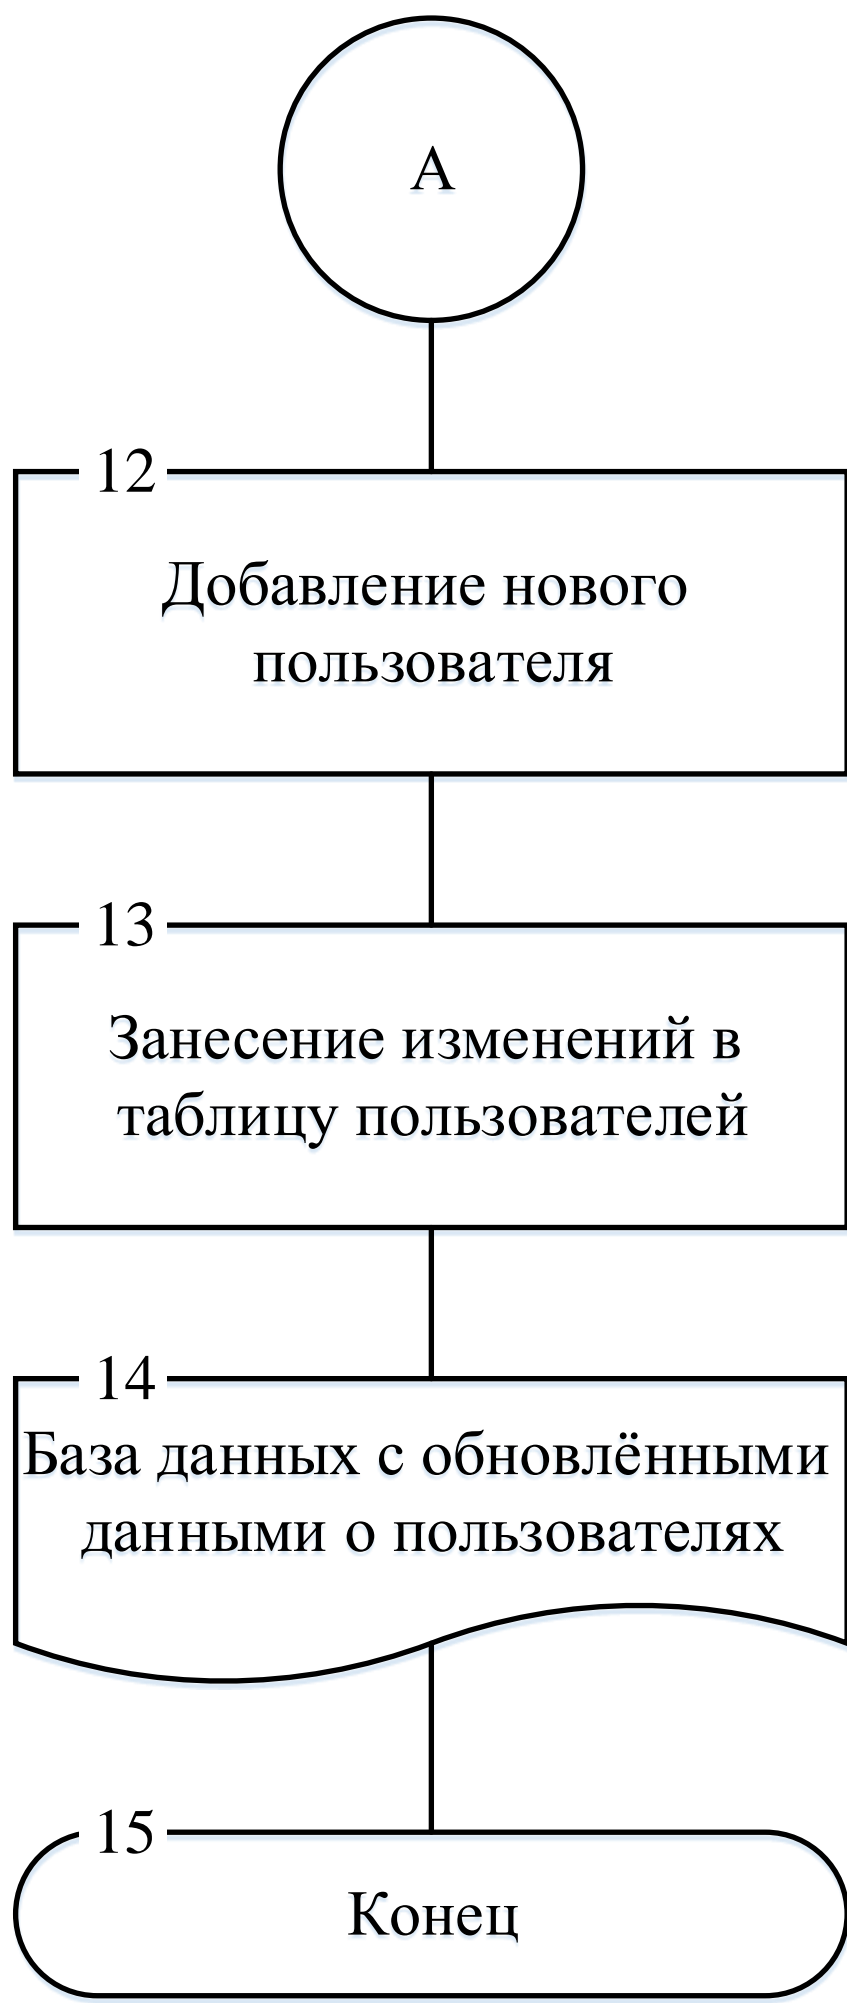 А
12
Добавление нового
пользователя
13
Занесение изменений в
таблицу пользователей
14
База данных с обновлёнными
данными о пользователях
15
Конец